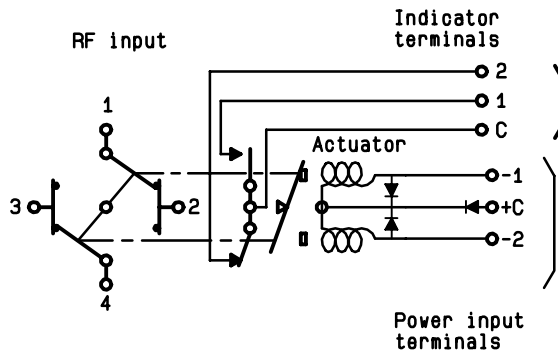 Indicator
terminals
RF input
2
1
C
1
Actuator
-1
3
2
+C
-2
4
Power input
terminals